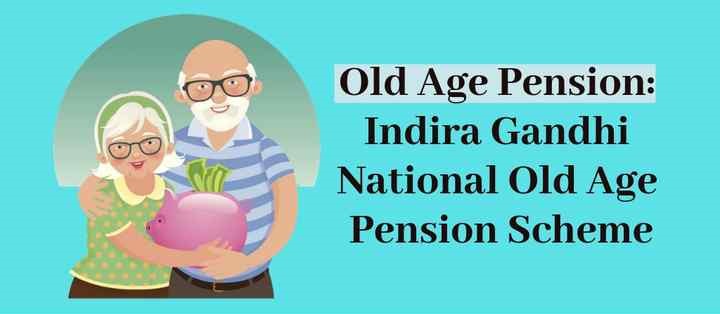 Old Age Pension:
Indira Gandhi
National Old Age
Pension Scheme